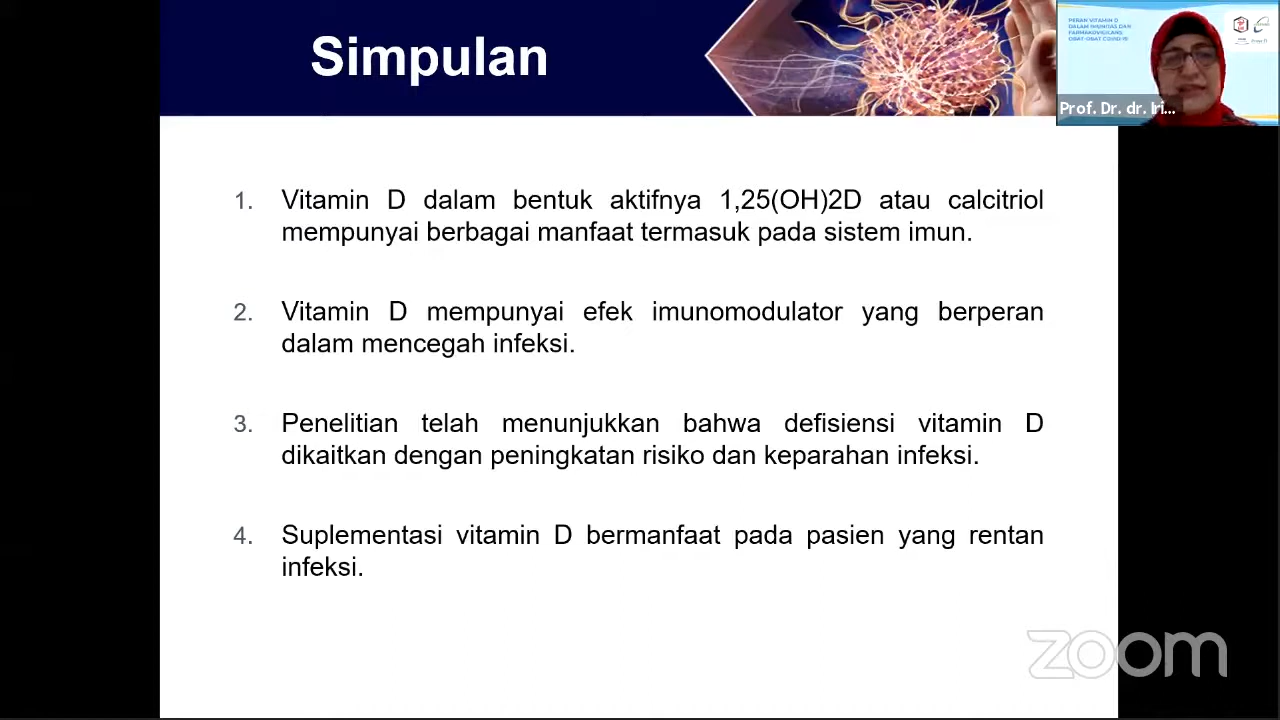 Simpulan
PERAN VITAMIN D
DALAM IMUNITAS DAN
FARMAKOVIGILANS
OBAT-OBAT COVID-19
Prof. Dr. dr. Iri...
1. Vitamin D dalam bentuk aktifnya 1,25(OH)2D atau calcitriol
mempunyai berbagai manfaat termasuk pada sistem imun.
2. Vitamin D mempunyai efek imunomodulator yang berperan
dalam mencegah infeksi.
3. Penelitian telah menunjukkan bahwa defisiensi vitamin D
dikaitkan dengan peningkatan risiko dan keparahan infeksi.
4. Suplementasi vitamin D bermanfaat pada pasien yang rentan
infeksi.
zoom